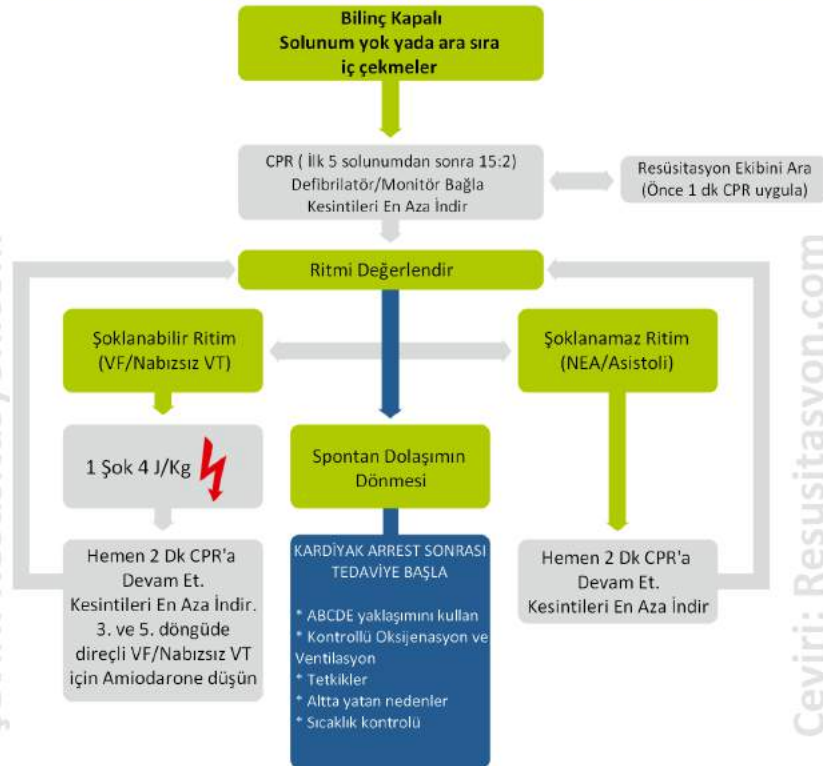 Bilinç Kapalı
Solunum yok yada ara sıra
iç çekmeler
CPR ( İlk 5 solunumdan sonra 15:2)
Defibrilatör/Monitör Bağla
Kesintileri En Aza İndir
Resüsitasyon Ekibini Ara
(Önce 1 dk CPR uygula)
Ritmi Değerlendir
Şoklanabilir Ritim
(VF/Nabızsız VT)
Şoklanamaz Ritim
(NEA/Asistoli)
1 Şok 4 J/Kg
Spontan Dolaşımın
Dönmesi
Hemen 2 Dk CPR'a
Devam Et.
Kesintileri En Aza İndir.
3. ve 5. döngüde
dirençli VF/Nabızsız VT
için Amiodarone düşün
KARDİYAK ARREST SONRASI
TEDAVİYE BAŞLA
* ABCDE yaklaşımını kullan
* Kontrollü Oksijenasyon ve
Ventilasyon
* Tetkikler
* Altta yatan nedenler
* Sıcaklık kontrolü
Hemen 2 Dk CPR'a
Devam Et.
Kesintileri En Aza İndir
Çeviri: Resusitasyon.com